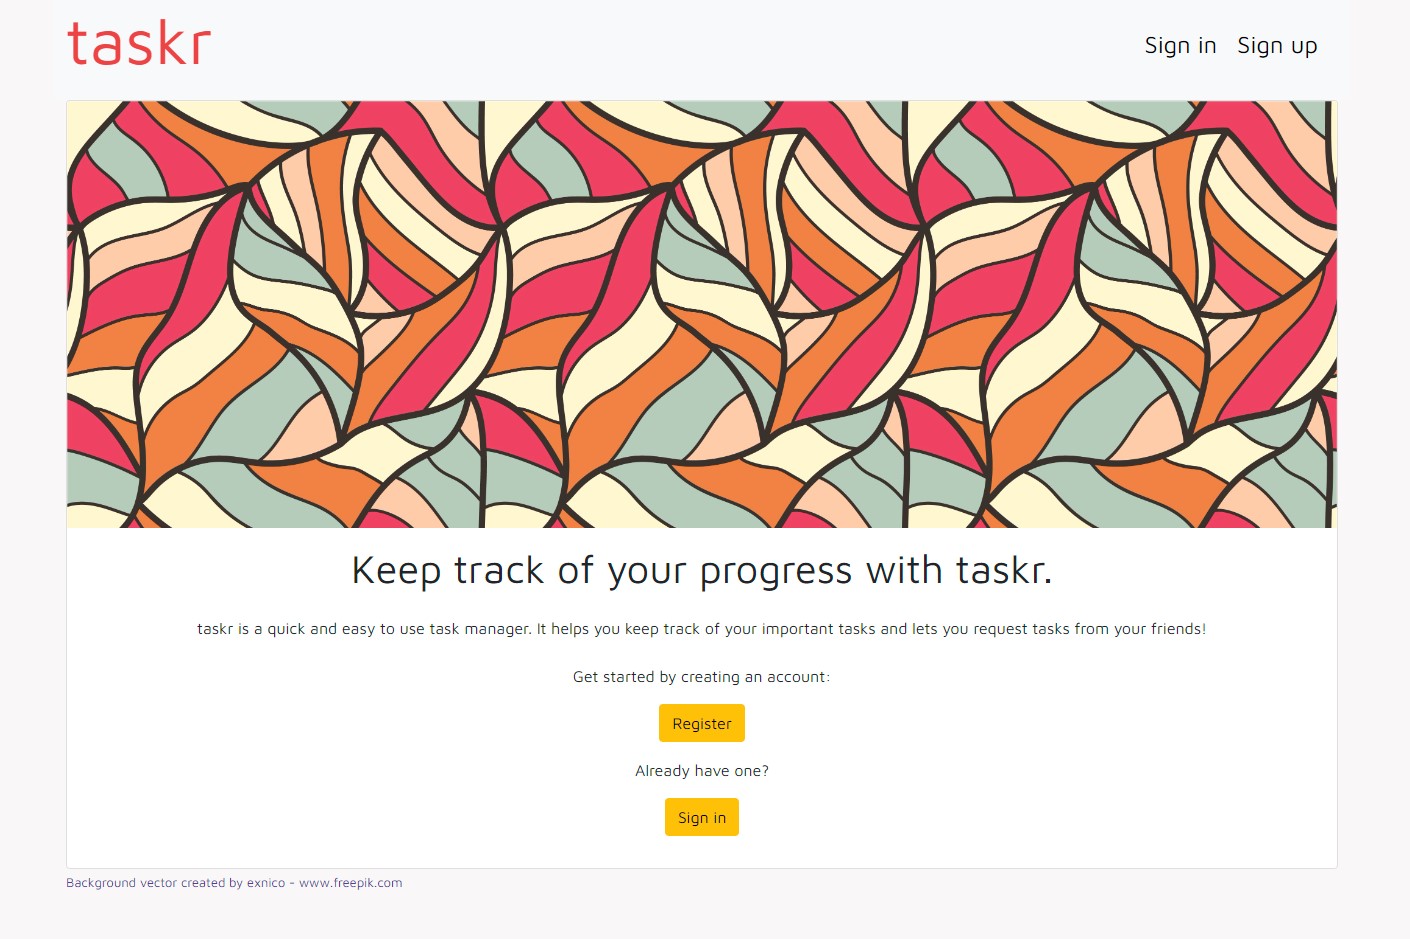 taskr
Sign in Sign up
Keep track of your progress with taskr.
taskr is a quick and easy to use task manager. It helps you keep track of your important tasks and lets you request tasks from your friends!
Get started by creating an account:
Register
Already have one?
Sign in
Background vector created by exnico - www.freepik.com